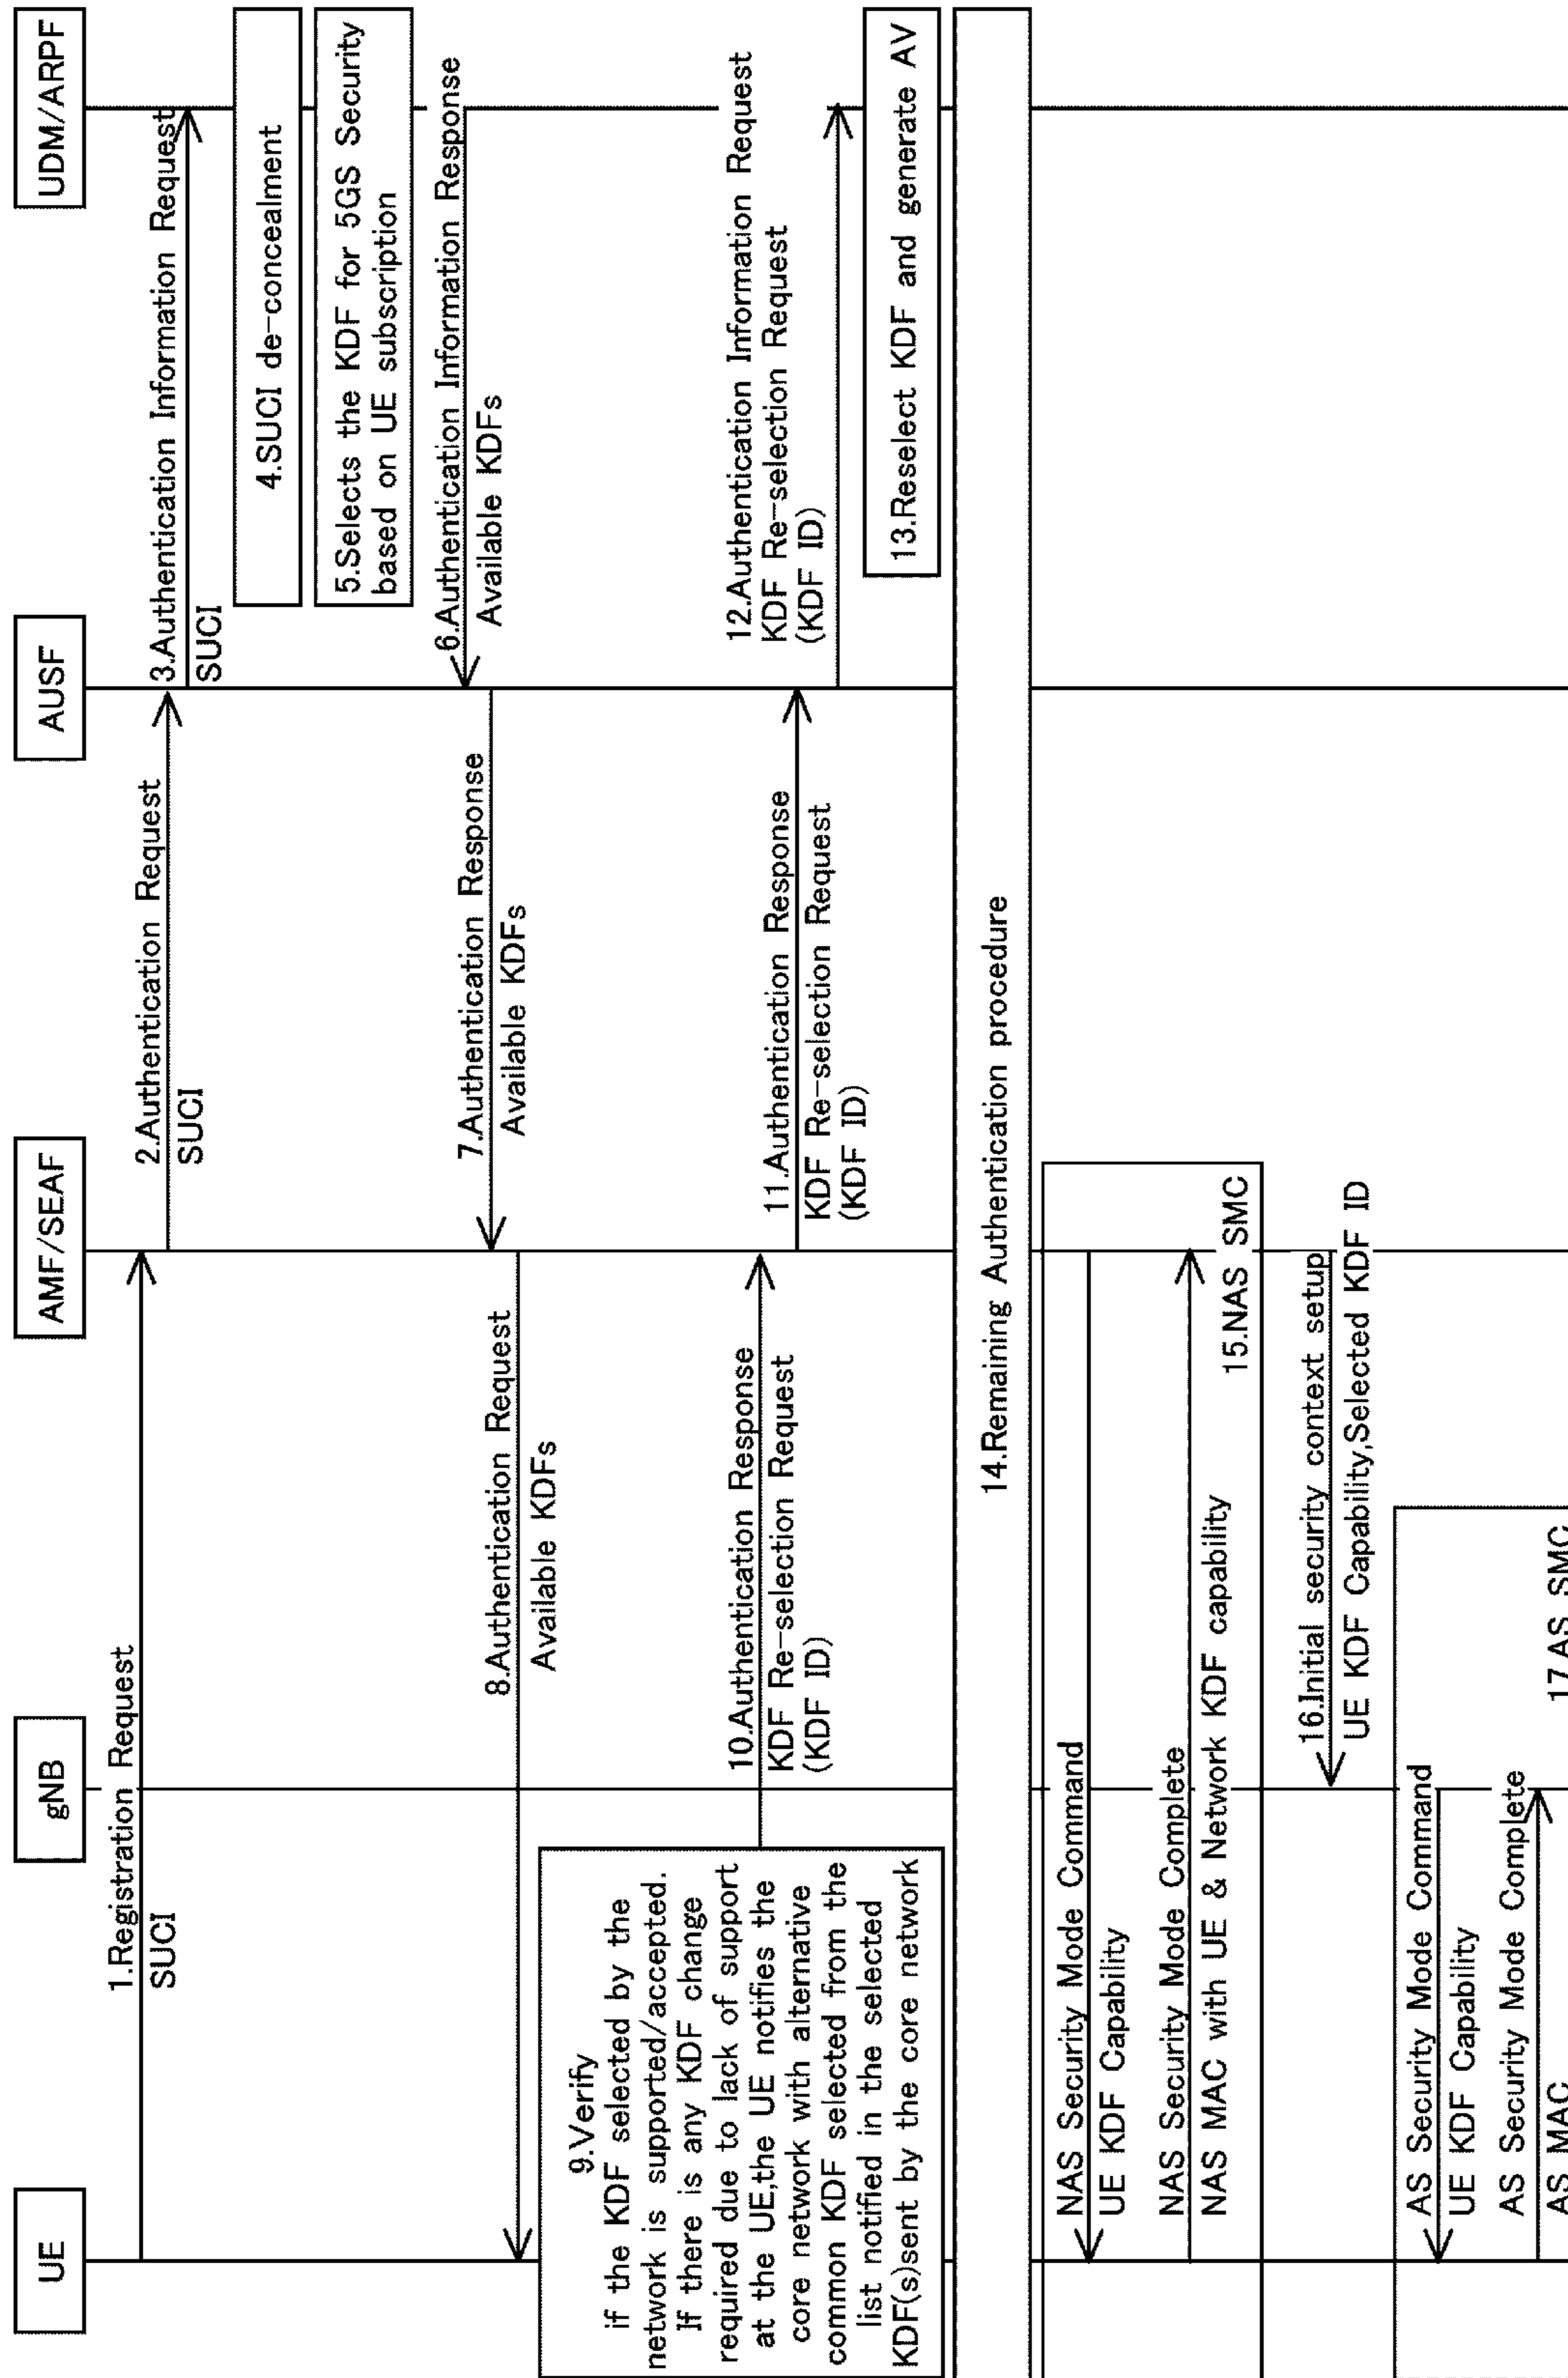 UE
gNB
AMF/SEAF
AUSF
UDM/ARPF
1.Registration Request
SUCI
2.Authentication Request
SUCI
3.Authentication Information Request
SUCI
4.SUCI de-concealment
5.Selects the KDF for 5GS Security
based on UE subscription
6.Authentication Information Response
Available KDFs
7.Authentication Response
Available KDFs
8.Authentication Request
Available KDFs
9.Verify
if the KDF selected by the
network is supported/accepted.
If there is any KDF change
required due to lack of support
at the UE,the UE notifies the
core network with alternative
common KDF selected from the
list notified in the selected
KDF(s)sent by the core network
10.Authentication Response
KDF Re-selection Request
(KDF ID)
11.Authentication Response
KDF Re-selection Request
(KDF ID)
12.Authentication Information Request
KDF Re-selection Request
(KDF ID)
13.Reselect KDF and generate AV
14.Remaining Authentication procedure
NAS Security Mode Command
UE KDF Capability
NAS Security Mode Complete
NAS MAC with UE & Network KDF capability
15.NAS SMC
16.Initial security context setup
UE KDF Capability,Selected KDF ID
AS Security Mode Command
UE KDF Capability
AS Security Mode Complete
AS MAC
17.AS SMC